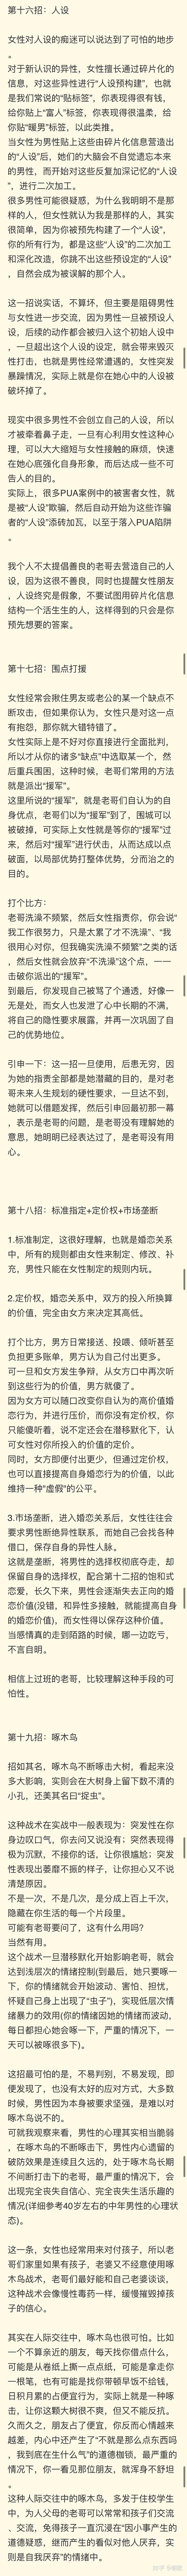 第十六招：人设
女性对人设的痴迷可以说达到了可怕的地步
。
对于新认识的异性，女性擅长通过碎片化的
信息，对这些异性进行“人设预构建”，也就
是我们常说的“贴标签”，你表现得很有钱，
给你贴上“富人”标签，你表现得很温柔，给
你贴“暖男”标签，以此类推。
当女性为男性贴上这些由碎片化信息营造出
的“人设”后，她们的大脑会不自觉遗忘本来
的男性，而开始对这些反复加深记忆的“人设
”，进行二次加工。
很多男性可能很疑惑，为什么我明明不是那
样的人，但女性就认为我是那样的人，其实
很简单，因为你被预先构建了一个“人设”，
你的所有行为，都是这些“人设”的二次加工
和深化改造，你跳不出这些预设定的“人设”
，自然会成为被误解的那个人。
这一招说实话，不算坏，但主要是阻碍男性
与女性进一步交流，因为男性一旦被预设人
设，后续的动作都会被归入这个初始人设中
，一旦超出这个人设的设定，就会带来毁灭
性打击，也就是男性经常遭遇的，女性突发
暴躁情况，实际上就是你在她心中的人设被
破坏掉了。
现实中很多男性不会创立自己的人设，所以
才被牵着鼻子走，一旦有心利用女性这种心
理，可以大大缩短与女性接触的麻烦，快速
在她心底强化自身形象，而后达成一些不可
告人的目的。
实际上，很多PUA案例中的被害者女性，就
是被“人设”欺骗，然后自动开始为这些诈骗
者的“人设”添砖加瓦，以至于落入PUA陷阱
。
我个人不太提倡善良的老哥去营造自己的人
设，因为这很不善良，同时也提醒女性朋友
，人设终究是假象，不要试图用碎片化信息
结构一个活生生的人，这样得到的只会是你
预先想要的答案。
第十七招：围点打援
女性经常会揪住男友或老公的某一个缺点不
断攻击，但如果你认为，女性只是对这一点
有抱怨，那你就大错特错了。
女性实际上是不好对你直接进行全面批判，
所以才从你的诸多“缺点”中选取某一个，然
后重兵围困，这种时候，老哥们常用的方法
就是派出“援军”。
这里所说的“援军”，就是老哥们自认为的自
身优点，老哥们以为“援军”到了，围城可以
被破掉，可实际上女性就是等你的“援军”过
来，然后对“援军”进行伏击，从而达成以点
破面，以局部优势打整体优势，分而治之的
目的。
打个比方：
老哥洗澡不频繁，然后女性指责你，你会说“
我工作很努力，只是太累了才不洗澡”、“我
很用心对你，但我确实洗澡不频繁”之类的话
，然后女性就会放弃“不洗澡”这个点，一一
击破你派出的“援军”。
到最后，你发现自己被骂了个通透，好像一
无是处，而女人也发泄了心中长期的不满，
将自己的隐性要求展露，并再一次巩固了自
己的优势地位。
引申一下：这一招一旦使用，后患无穷，因
为她的指责全部都是她潜藏的目的，是对老
哥未来人生规划的硬性要求，一旦达不到，
她就可以借题发挥，然后引申回最初那一幕
，表示是老哥的问题，是老哥没有理解她的
意思，她明明已经表达过了，是老哥没有用
心。
第十八招：标准指定+定价权+市场垄断
1.标准制定，这很好理解，也就是婚恋关系
中，所有的规则都由女性来制定、修改、补
充，男性只能在女性制定的规则内玩。
2.定价权，婚恋关系中，双方的投入所换算
的价值，完全由女方来决定其高低。
打个比方，男方日常接送、投喂、倾听甚至
负担更多账单，男方认为自己付出更多。
可一旦和女方发生争辩，从女方口中再次听
到这些行为的价值，男方就傻了。
因为女方可以随口改变你自认为的高价值婚
恋行为，并进行压价，而你没有定价权，你
只能傻听着，说不定还会在潜移默化下，认
可女性对你所投入的价值的定价。
同时，女方即便付出更少，但通过定价权，
也可以直接提高自身婚恋行为的价值，以此
维持一种“虚假”的公平。
3.市场垄断，进入婚恋关系后，女性往往会
要求男性断绝异性联系，而她自己会找各种
借口，保存自身的异性人脉。
这就是垄断，将男性的选择权彻底夺走，却
保留自身的选择权，配合第十二招的饱和式
恋爱，长久下来，男性会逐渐失去正向的婚
恋价值(没错，和异性多接触，就能提高自身
的婚恋价值)，而女性得以保存这种价值。
当感情真的走到陌路的时候，哪一边吃亏，
不言自明。
相信上过班的老哥，比较理解这种手段的可
怕性。
第十九招：啄木鸟
招如其名，啄木鸟不断啄击大树，看起来没
多大影响，实则会在大树身上留下数不清的
小孔，还美其名曰“捉虫”。
这种战术在实战中一般表现为：突发性在你
身边叹口气，你去问又说没有；突然表现得
极为沉默，不接你的话，让你很尴尬；突发
性表现出萎靡不振的样子，让你担心又不说
清楚原因。
不是一次，不是几次，是分成上百上千次，
隐藏在你生活的每一个片段里。
可能有老哥要问了，这有什么用吗？
当然有用。
这个战术一旦潜移默化开始影响老哥，就会
达到浅层次的情绪控制(到最后，她只要啄一
下，你的情绪就会开始波动、害怕、担忧，
怀疑自己身上出现了“虫子”)，实现低层次情
绪暴力的效用(你的情绪因她的情绪而波动，
每日都担心她会啄一下，严重的情况下，一
天可以被啄很多下)。
这招最可怕的是，不易判别，不易发现，即
便发现了，也没有太好的应对方式，大多数
时候，男性因为本身被要求坚强，是难以对
啄木鸟说不的。
可就我观察来看，男性的心理其实相当脆弱
，在啄木鸟的不断啄击下，男性内心遗留的
破防效果是连续且久远的，处于啄木鸟长期
不间断打击下的老哥，最严重的情况下，会
出现完全丧失自信心、完全丧失生活乐趣的
情况(详细参考40岁左右的中年男性的心理状
态)。
这一条，女性也经常用来对付孩子，所以老
哥们家里如果有孩子，老婆又不经意使用啄
木鸟战术，老哥们最好能和自己老婆谈谈，
这种战术会像慢性毒药一样，缓慢摧毁掉孩
子的信心。
其实在人际交往中，啄木鸟也很可怕。比如
一个不算亲近的朋友，每天找你借点什么，
可能是从卷纸上撕一点点纸，可能是拿走你
一根笔，也有可能是找你带顿早饭不给钱，
日积月累的占便宜行为，实际上就是一种啄
击，让你这颗大树很不爽，但又不能反抗。
久而久之，朋友占了便宜，你反而心情越来
越差，内心中还产生了“不就是那么点东西吗
，我到底在生什么气”的道德枷锁，最严重的
情况下，你一看见那位朋友，就浑身不舒坦
。
这种人际交往中的啄木鸟，多发于住校学生
中，为人父母的老哥可以常常和孩子们交流
、交流，免得孩子一直沉浸在“因小事产生的
道德疑惑，继而产生的看似对他人厌弃，实
则是自我厌弃”的情绪中。